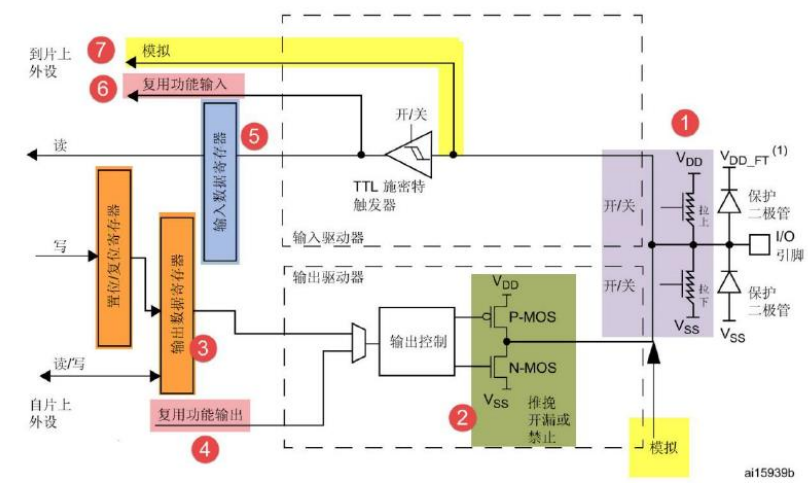 ⑦
模拟
到片上
外设
⑥
复用功能输入
⑤
开/关
①
读
TTL 施密特
触发器
输入数据寄存器
输入驱动器
V_DD
V_DD_FT (1)
开/关
拉上
保护
二极管
I/O
引脚
写
置位/复位寄存器
输出数据寄存器
③
输出驱动器
V_DD
P-MOS
输出控制
N-MOS
V_SS
开/关
拉下
V_SS
保护
二极管
V_SS
读/写
②
推挽
开漏或
禁止
自片上
外设
复用功能输出
④
模拟
ai15939b